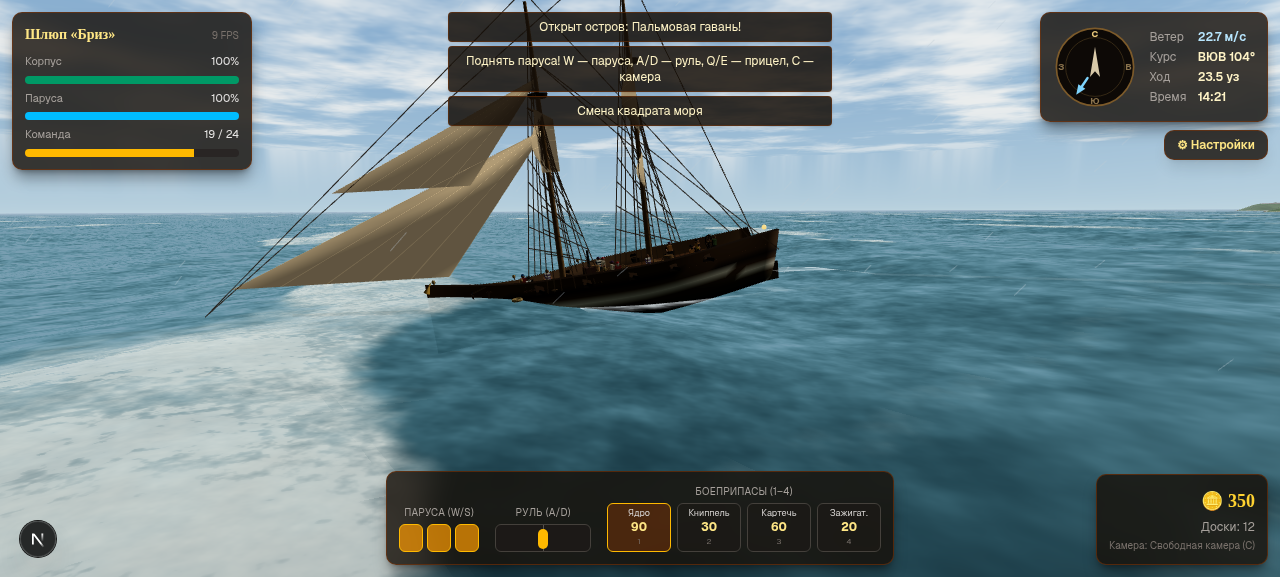 Шлюп «Бриз» 9 FPS
Корпус 100%
Паруса 100%
Команда 19 / 24
Открыт остров: Пальмовая гавань!
Поднять паруса! W — паруса, A/D — руль, Q/E — прицел, C —
камера
Смена квадрата моря
С
З
В
Ю
Ветер 22.7 м/с
Курс ВЮВ 104°
Ход 23.5 уз
Время 14:21
⚙ Настройки
БОЕПРИПАСЫ (1–4)
ПАРУСА (W/S)
РУЛЬ (A/D)
Ядро
90
1
Книппель
30
2
Картечь
60
3
Зажигат.
20
4
350
Доски: 12
Камера: Свободная камера (C)
N